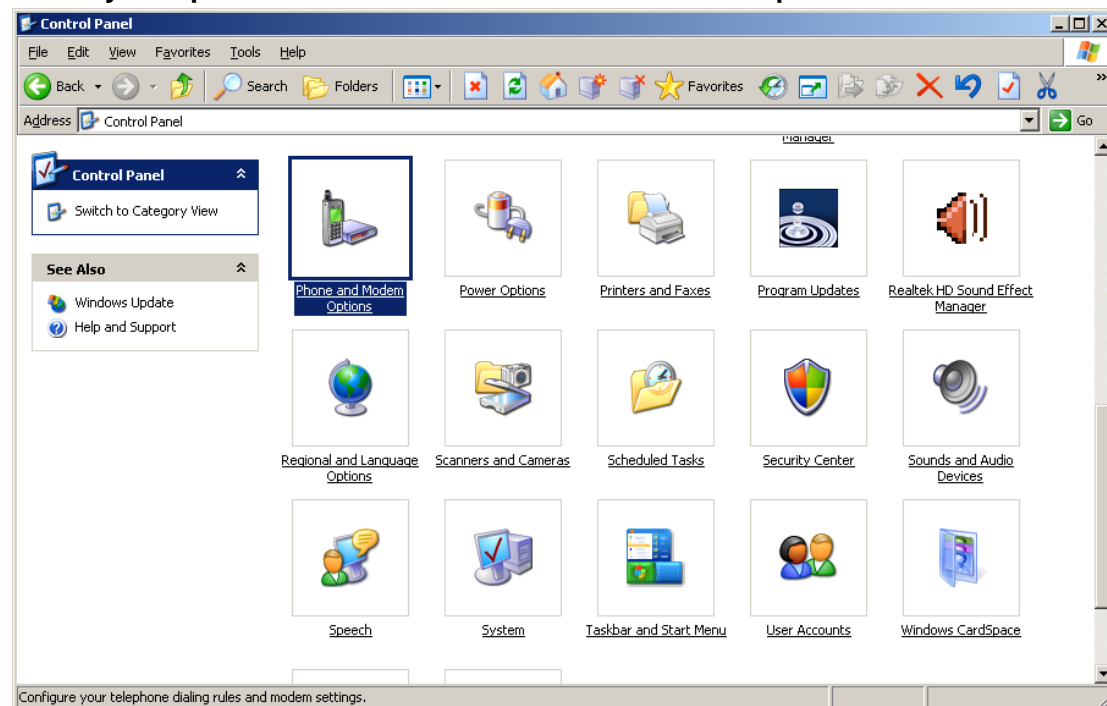 Control Panel
File Edit View Favorites Tools Help
Back Search Folders Favorites »
Address Control Panel Go
Manager
Control Panel
Switch to Category View
See Also
Windows Update
Help and Support
Phone and Modem
Options
Power Options
Printers and Faxes
Program Updates
Realtek HD Sound Effect
Manager
Regional and Language
Options
Scanners and Cameras
Scheduled Tasks
Security Center
Sounds and Audio
Devices
Speech
System
Taskbar and Start Menu
User Accounts
Windows CardSpace
Configure your telephone dialing rules and modem settings.